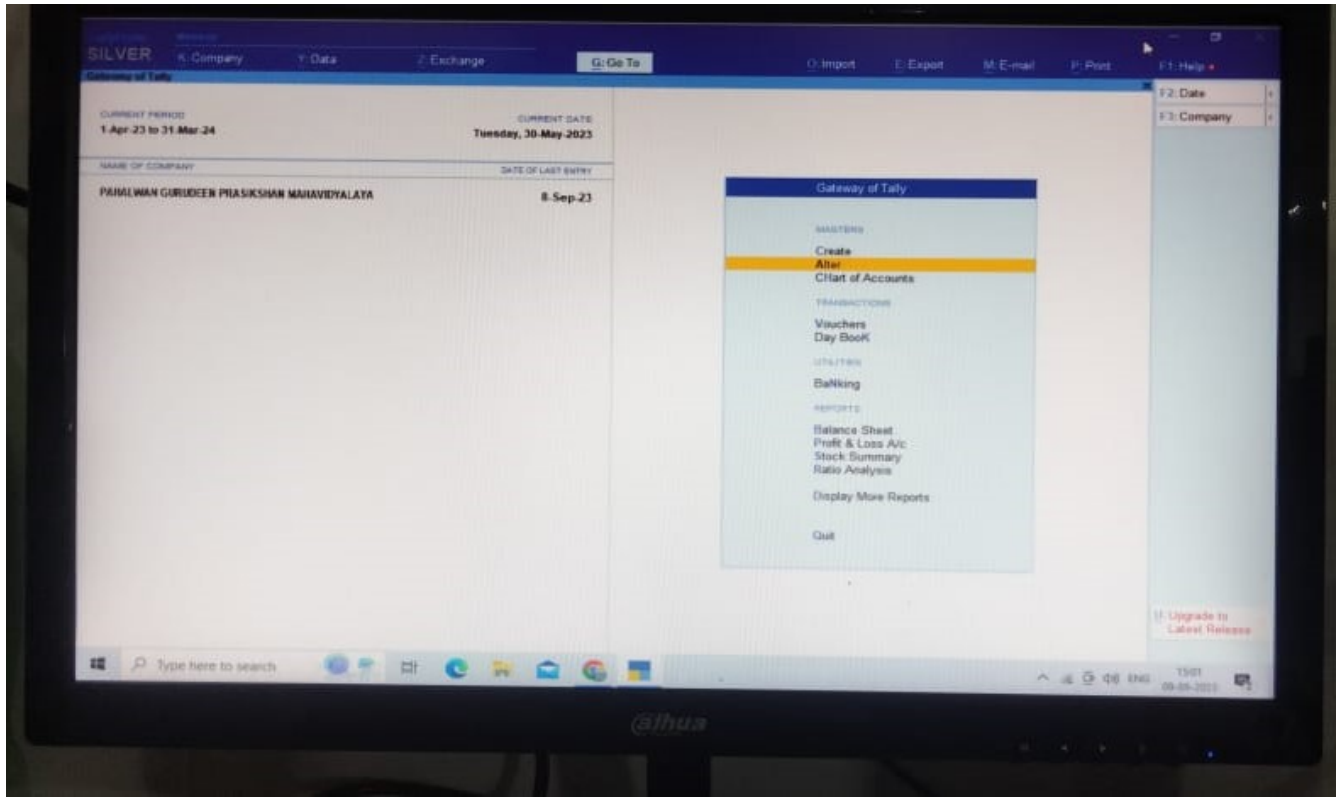 SILVER
K: Company
Y: Data
Z: Exchange
G: Go To
O: Import
E: Export
M: E-mail
P: Print
F1: Help
Gateway of Tally
F2: Date
F3: Company
CURRENT PERIOD
1-Apr-23 to 31-Mar-24
CURRENT DATE
Tuesday, 30-May-2023
NAME OF COMPANY
DATE OF LAST ENTRY
PAHALWAN GURUDEEN PRASIKSHAN MAHAVIDYALAYA
8-Sep-23
Gateway of Tally
MASTERS
Create
Alter
CHart of Accounts
TRANSACTIONS
Vouchers
Day BooK
UTILITIES
BaNking
REPORTS
Balance Sheet
Profit & Loss A/c
Stock Summary
Ratio Analysis
Display More Reports
Quit
Upgrade to
Latest Release
Type here to search
ENG
15:01
alhua